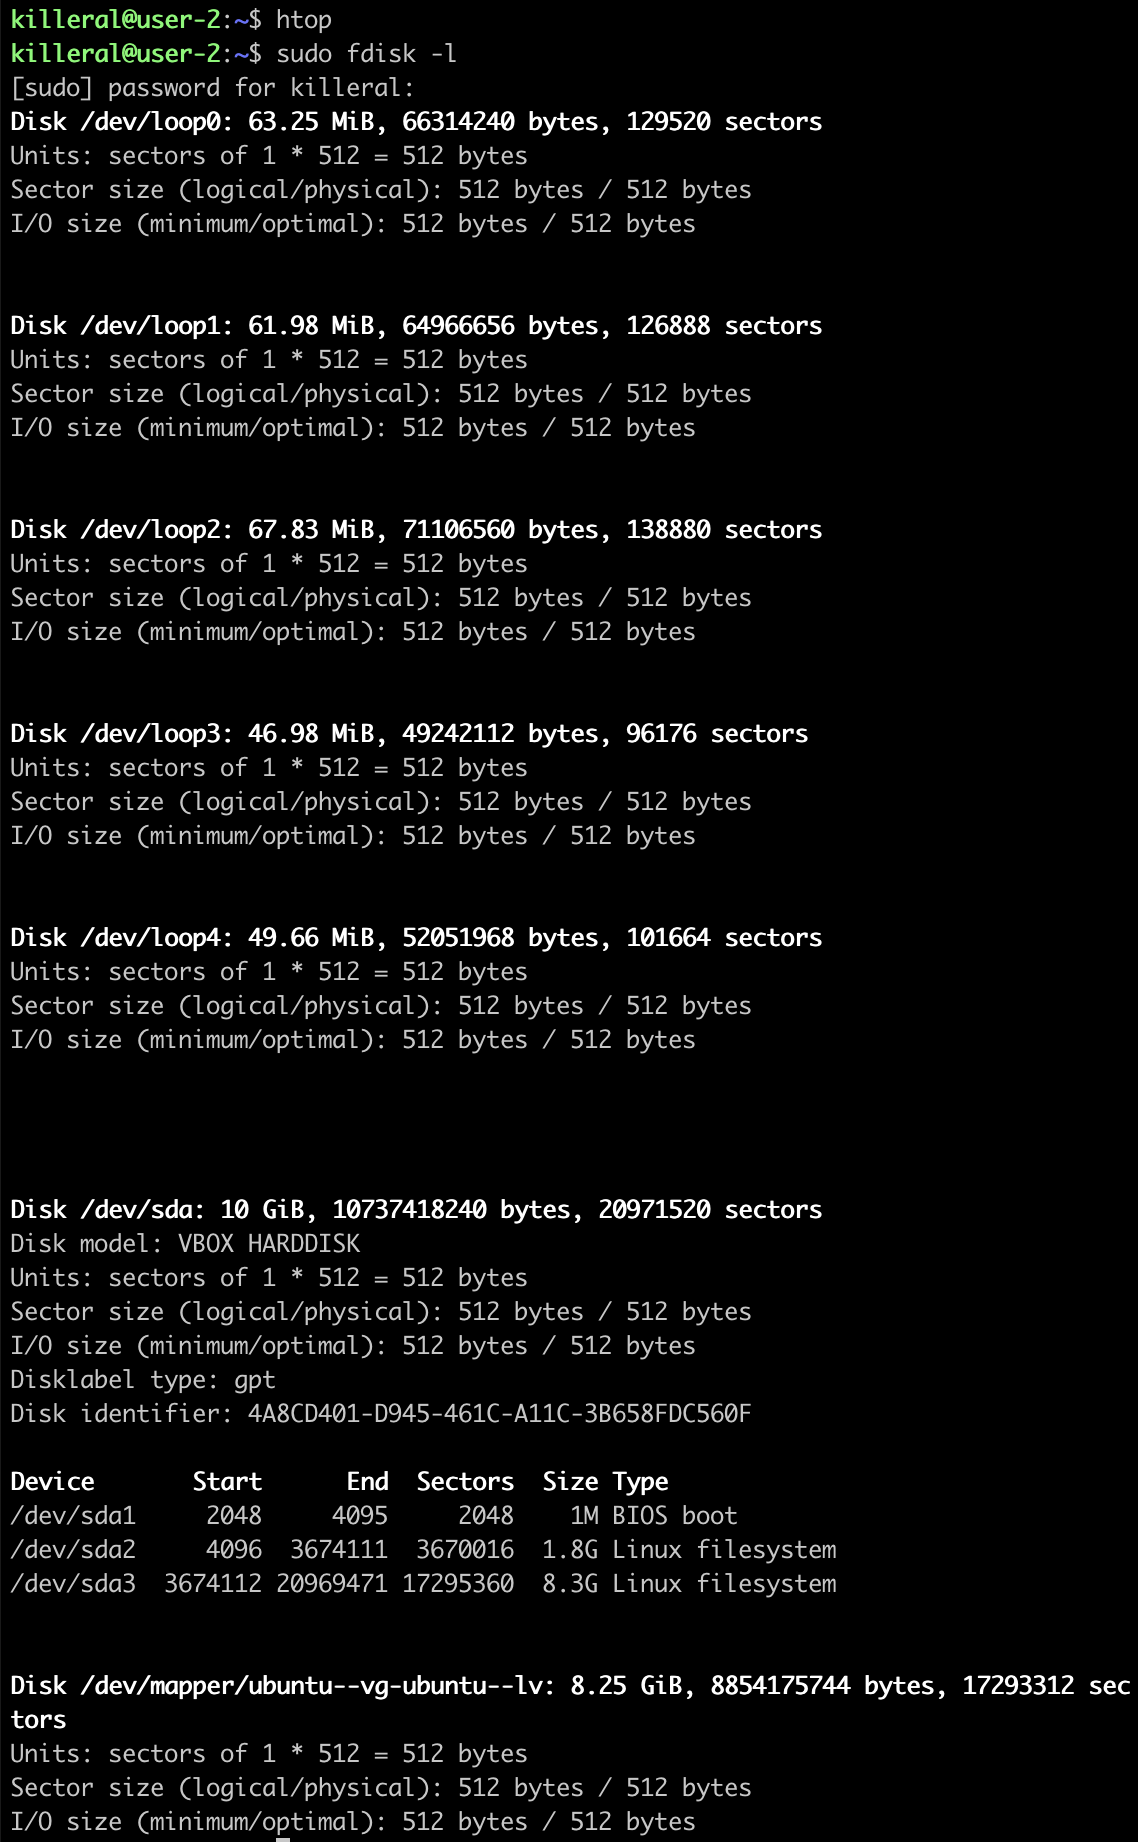 killeral@user-2:~$ htop
killeral@user-2:~$ sudo fdisk -l
[sudo] password for killeral:
Disk /dev/loop0: 63.25 MiB, 66314240 bytes, 129520 sectors
Units: sectors of 1 * 512 = 512 bytes
Sector size (logical/physical): 512 bytes / 512 bytes
I/O size (minimum/optimal): 512 bytes / 512 bytes
Disk /dev/loop1: 61.98 MiB, 64966656 bytes, 126888 sectors
Units: sectors of 1 * 512 = 512 bytes
Sector size (logical/physical): 512 bytes / 512 bytes
I/O size (minimum/optimal): 512 bytes / 512 bytes
Disk /dev/loop2: 67.83 MiB, 71106560 bytes, 138880 sectors
Units: sectors of 1 * 512 = 512 bytes
Sector size (logical/physical): 512 bytes / 512 bytes
I/O size (minimum/optimal): 512 bytes / 512 bytes
Disk /dev/loop3: 46.98 MiB, 49242112 bytes, 96176 sectors
Units: sectors of 1 * 512 = 512 bytes
Sector size (logical/physical): 512 bytes / 512 bytes
I/O size (minimum/optimal): 512 bytes / 512 bytes
Disk /dev/loop4: 49.66 MiB, 52051968 bytes, 101664 sectors
Units: sectors of 1 * 512 = 512 bytes
Sector size (logical/physical): 512 bytes / 512 bytes
I/O size (minimum/optimal): 512 bytes / 512 bytes
Disk /dev/sda: 10 GiB, 10737418240 bytes, 20971520 sectors
Disk model: VBOX HARDDISK
Units: sectors of 1 * 512 = 512 bytes
Sector size (logical/physical): 512 bytes / 512 bytes
I/O size (minimum/optimal): 512 bytes / 512 bytes
Disklabel type: gpt
Disk identifier: 4A8CD401-D945-461C-A11C-3B658FDC560F
Device       Start      End  Sectors  Size Type
/dev/sda1     2048     4095     2048    1M BIOS boot
/dev/sda2     4096  3674111  3670016  1.8G Linux filesystem
/dev/sda3  3674112 20969471 17295360  8.3G Linux filesystem
Disk /dev/mapper/ubuntu--vg-ubuntu--lv: 8.25 GiB, 8854175744 bytes, 17293312 sec
tors
Units: sectors of 1 * 512 = 512 bytes
Sector size (logical/physical): 512 bytes / 512 bytes
I/O size (minimum/optimal): 512 bytes / 512 bytes